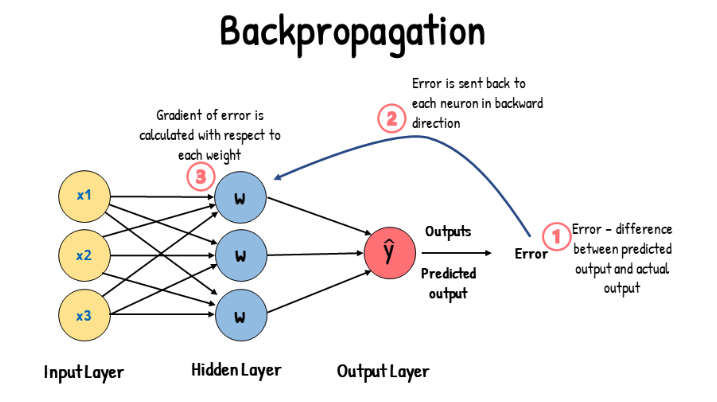 Backpropagation
Error is sent back to
each neuron in backward
direction
2
Gradient of error is
calculated with respect to
each weight
3
x1
w
x2
w
x3
w
ŷ
Outputs
Predicted
output
Error
1
Error - difference
between predicted
output and actual
output
Input Layer
Hidden Layer
Output Layer